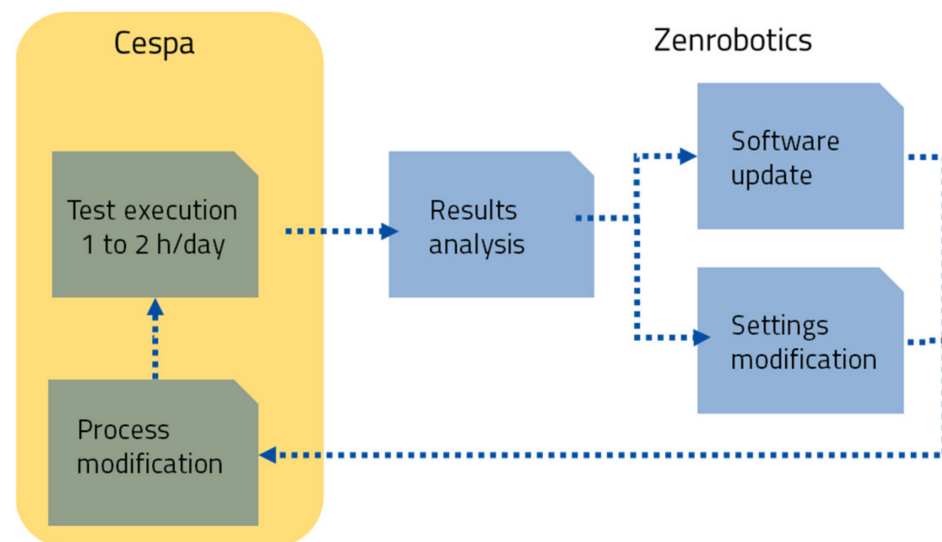 Cespa
Zenrobotics
Test execution
1 to 2 h/day
Results
analysis
Software
update
Settings
modification
Process
modification